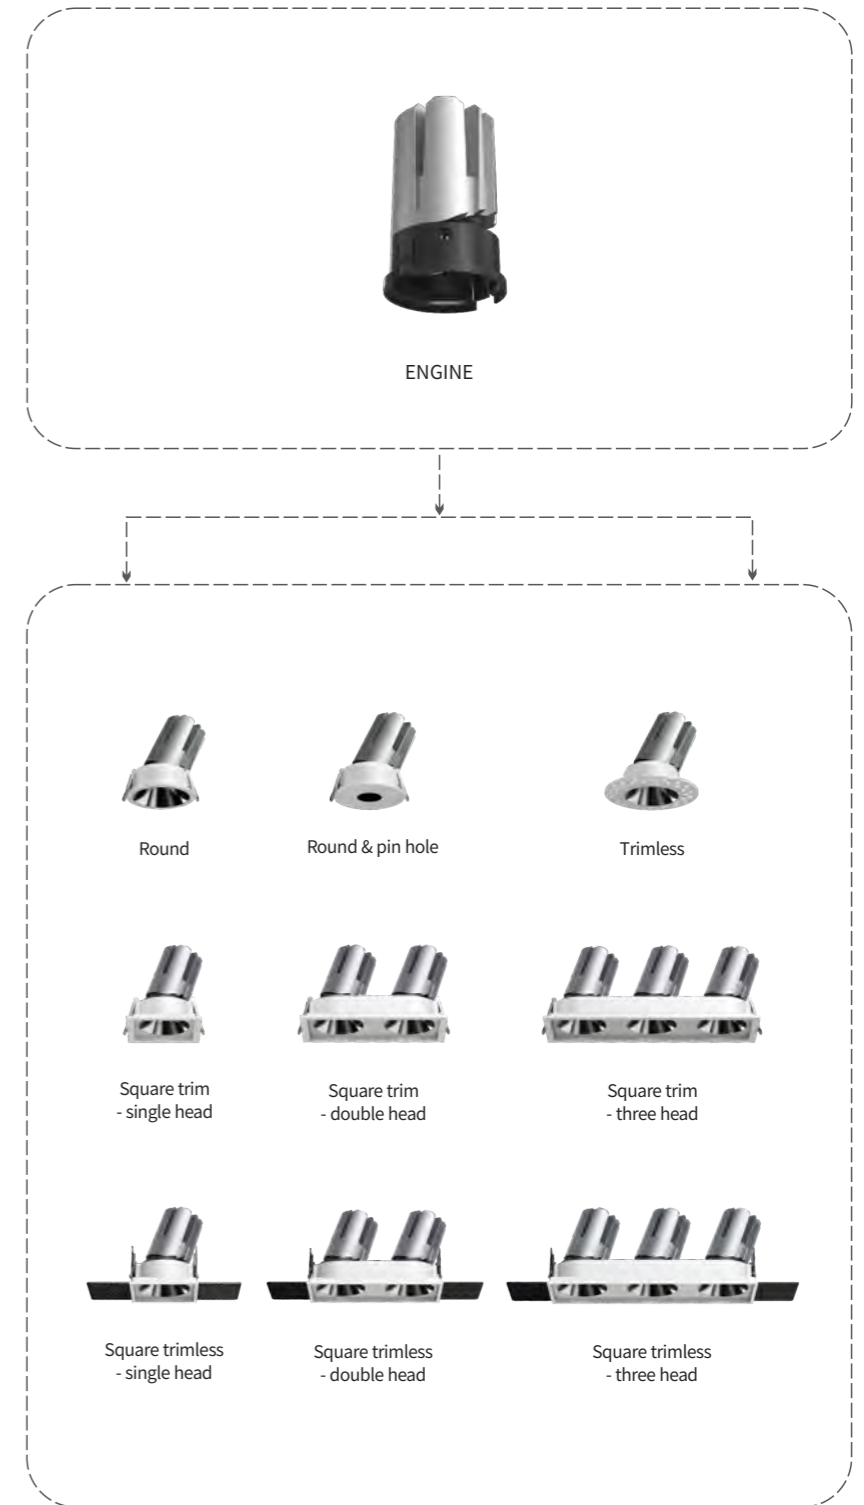 ENGINE
Round
Round & pin hole
Trimless
Square trim
- single head
Square trim
- double head
Square trim
- three head
Square trimless
- single head
Square trimless
- double head
Square trimless
- three head